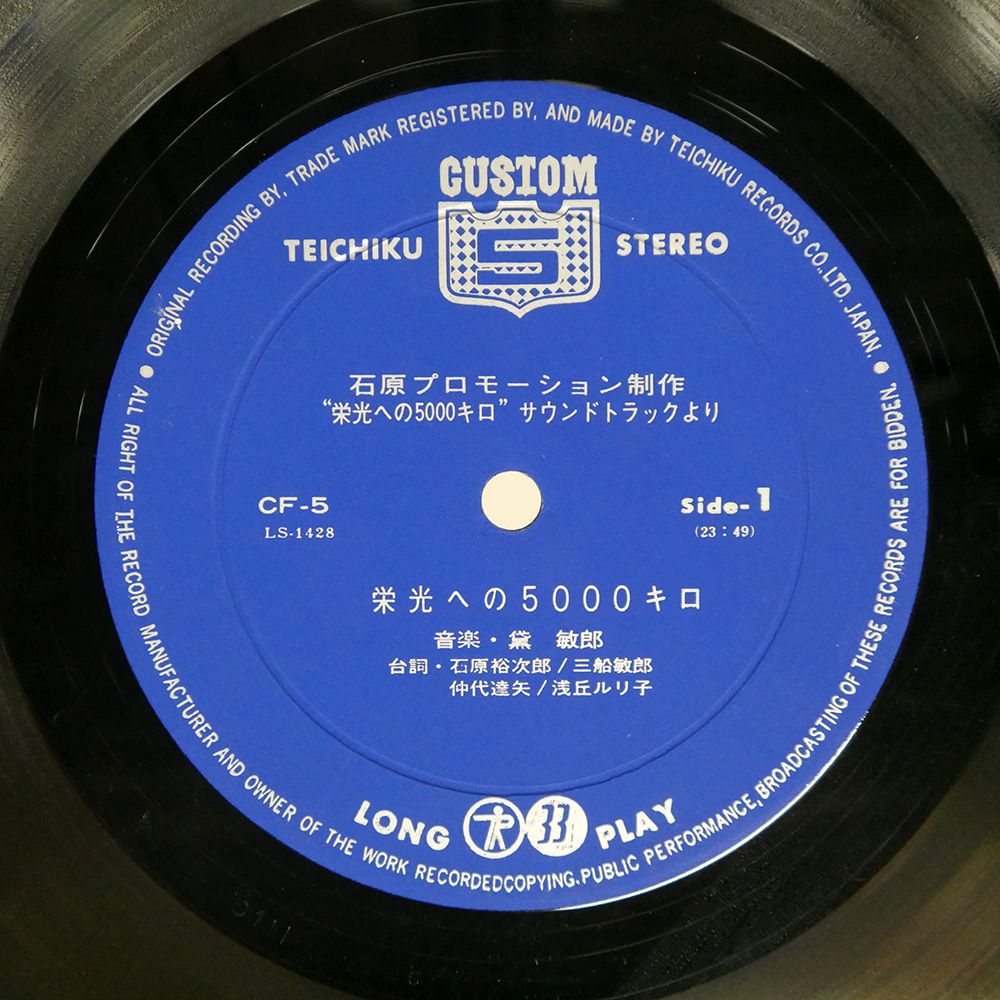 ORIGINAL RECORDING BY, TRADE MARK REGISTERED BY, AND MADE BY TEICHIKU RECORDS CO., LTD. JAPAN.
CUSTOM
TEICHIKU S STEREO
石原プロモーション制作
“栄光への5000キロ” サウンドトラックより
CF-5
LS-1428
Side-1
(23：49)
栄光への5000キロ
音楽・黛 敏郎
台詞・石原裕次郎/三船敏郎
仲代達矢/浅丘ルリ子
LONG 33 PLAY
ALL RIGHT OF THE RECORD MANUFACTURER AND OWNER OF THE WORK RECORDEDCOPYING, PUBLIC PERFORMANCE, BROADCASTING OF THESE RECORDS ARE FOR BIDDEN.